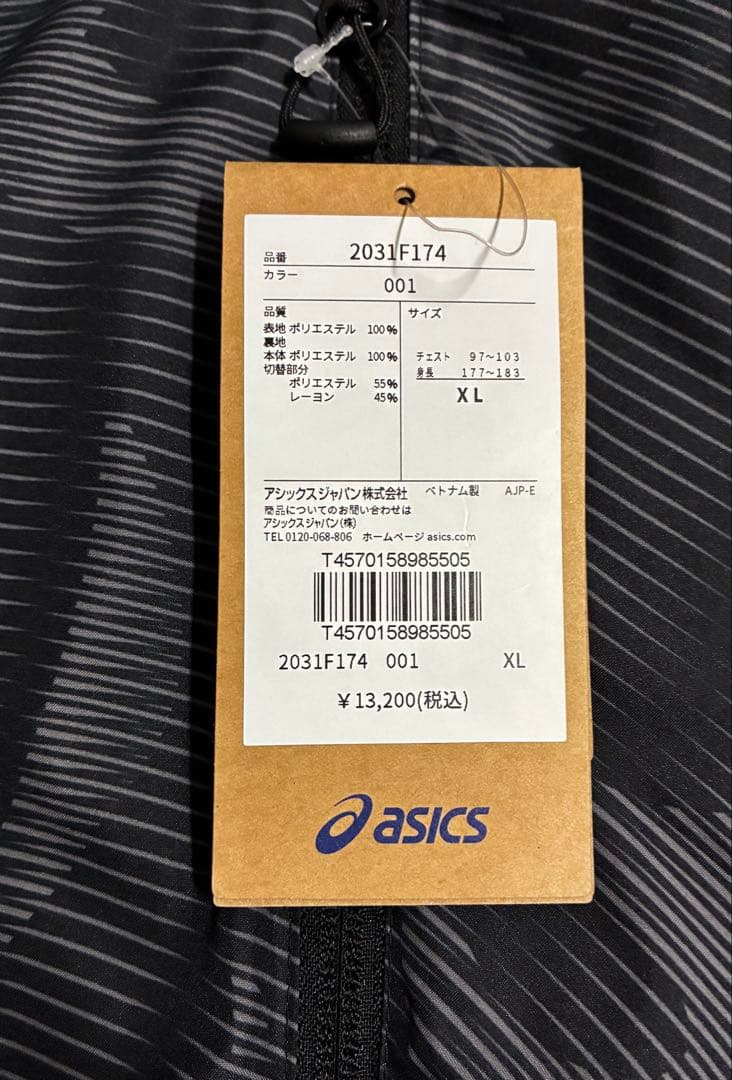 品番 2031F174
カラー
001
品質
表地 ポリエステル 100%
裏地
本体 ポリエステル 100%
切替部分
ポリエステル 55%
レーヨン 45%
サイズ
チェスト 97～103
身長 177～183
XL
アシックスジャパン株式会社 ベトナム製 AJP-E
商品についてのお問い合わせは
アシックスジャパン(株)
TEL 0120-068-806 ホームページ asics.com
T4570158985505
T4570158985505
2031F174 001 XL
￥13,200(税込)
asics